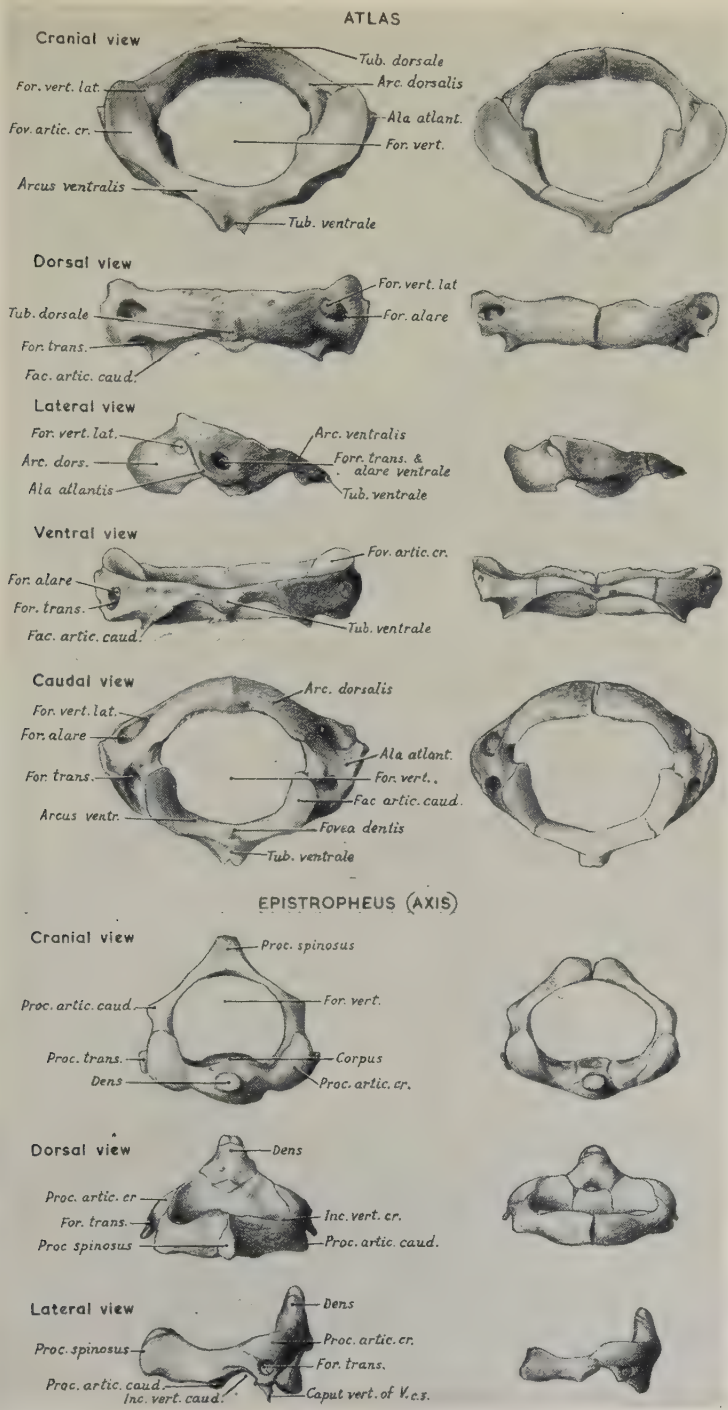 ATLAS
Cranial view
Tub. dorsale
For. vert. lat.
Arc. dorsalis
Fov. artic. cr.
Ala atlant.
For. vert.
Arcus ventralis
Tub. ventrale
Dorsal view
For. vert. lat
Tub. dorsale
For. alare
For. trans.
Fac. artic. caud.
Lateral view
For. vert. lat.
Arc. ventralis
Arc. dors.
Forr. trans. &
alare ventrale
Ala atlantis
Tub. ventrale
Ventral view
Fov. artic. cr.
For. alare
For. trans.
Tub. ventrale
Fac. artic. caud.
Caudal view
Arc. dorsalis
For. vert. lat.
For. alare
Ala atlant.
For. trans.
For. vert.
Fac artic. caud.
Arcus ventr.
Fovea dentis
Tub. ventrale
EPISTROPHEUS (AXIS)
Cranial view
Proc. spinosus
Proc. artic. caud.
For. vert.
Proc. trans.
Corpus
Dens
Proc. artic. cr.
Dorsal view
Dens
Proc. artic. cr
For. trans.
Inc. vert. cr.
Proc spinosus
Proc. artic. caud.
Lateral view
Dens
Proc. spinosus
Proc. artic. cr.
For. trans.
Proc. artic. caud.
Inc. vert. caud.
Caput vert. of V.c.3.